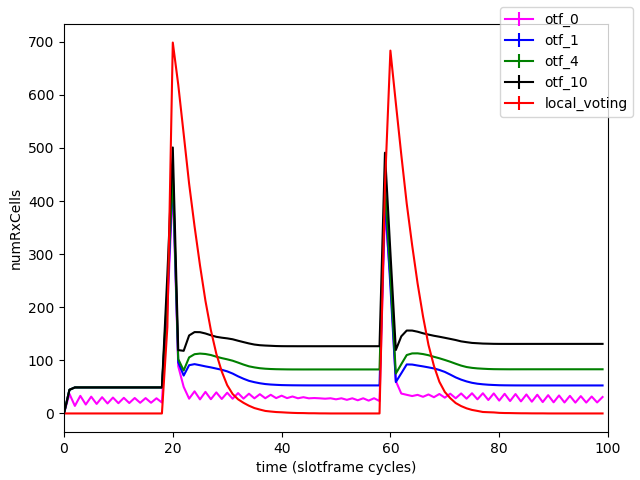 otf_0
otf_1
otf_4
otf_10
local_voting
numRxCells
700
600
500
400
300
200
100
0
0 20 40 60 80 100
time (slotframe cycles)